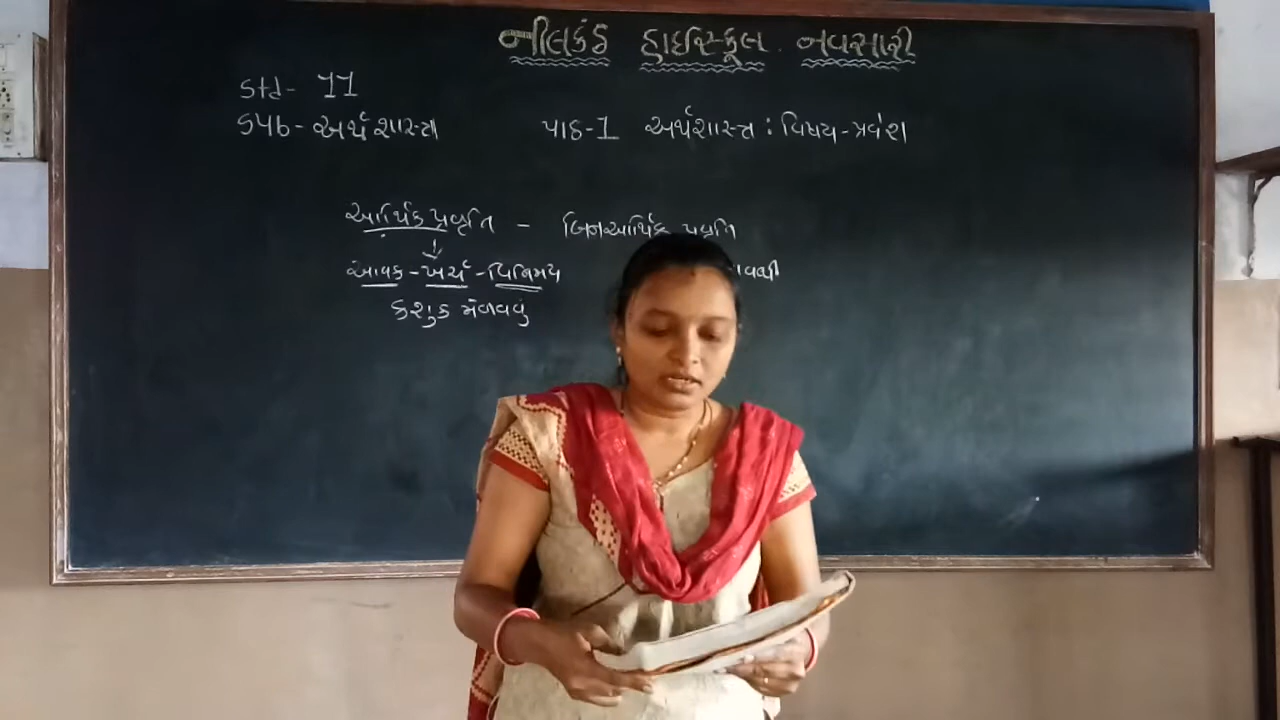 નીલકંઠ હાઈસ્કૂલ. નવસારી
Std- 11
Sub- અર્થશાસ્ત્ર પાઠ-1 અર્થશાસ્ત્ર : વિષય-પ્રવેશ
આર્થિક પ્રવૃતિ - બિનઆર્થિક પ્રવૃતિ
↓
આવક-ખર્ચ-વિનિમય
કશુક મેળવવું